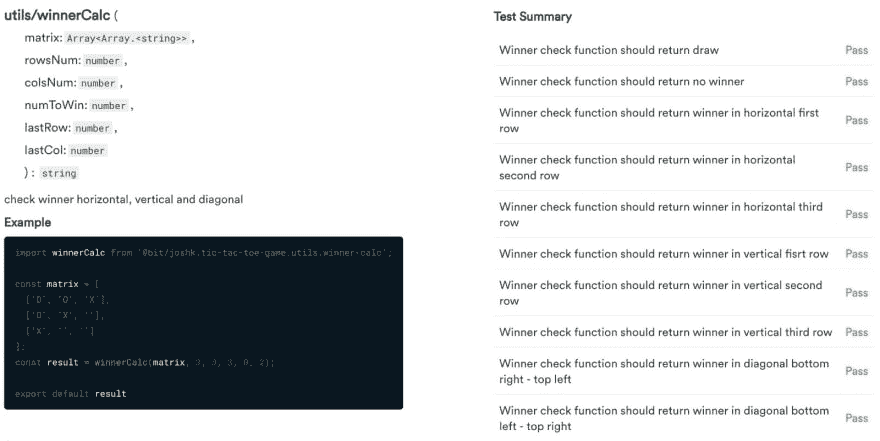 utils/winnerCalc (
matrix: Array<Array.<string>> ,
rowsNum: number ,
colsNum: number ,
numToWin: number ,
lastRow: number ,
lastCol: number
) : string
check winner horizontal, vertical and diagonal
Example
import winnerCalc from '@bit/joshk.tic-tac-toe-game.utils.winner-calc';
const matrix = [
['O', 'O', 'X'],
['O', 'X', ''],
['X', '', '']
];
const result = winnerCalc(matrix, 3, 3, 3, 0, 2);
export default result
Test Summary
Winner check function should return draw Pass
Winner check function should return no winner Pass
Winner check function should return winner in horizontal first
row
Pass
Winner check function should return winner in horizontal
second row
Pass
Winner check function should return winner in horizontal third
row
Pass
Winner check function should return winner in vertical fisrt row Pass
Winner check function should return winner in vertical second
row
Pass
Winner check function should return winner in vertical third row Pass
Winner check function should return winner in diagonal bottom
right - top left
Pass
Winner check function should return winner in diagonal bottom
left - top right
Pass